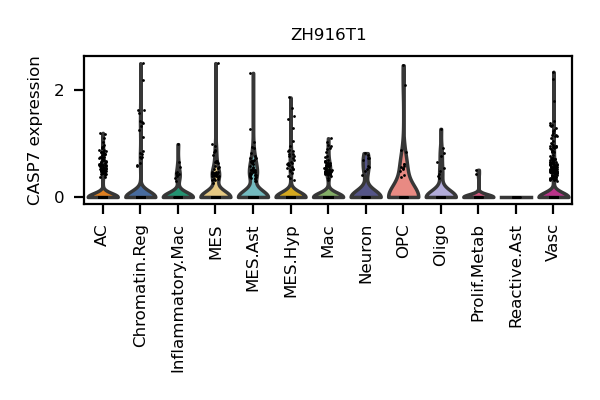 ZH916T1
CASP7 expression
2
0
AC
Chromatin.Reg
Inflammatory.Mac
MES
MES.Ast
MES.Hyp
Mac
Neuron
OPC
Oligo
Prolif.Metab
Reactive.Ast
Vasc